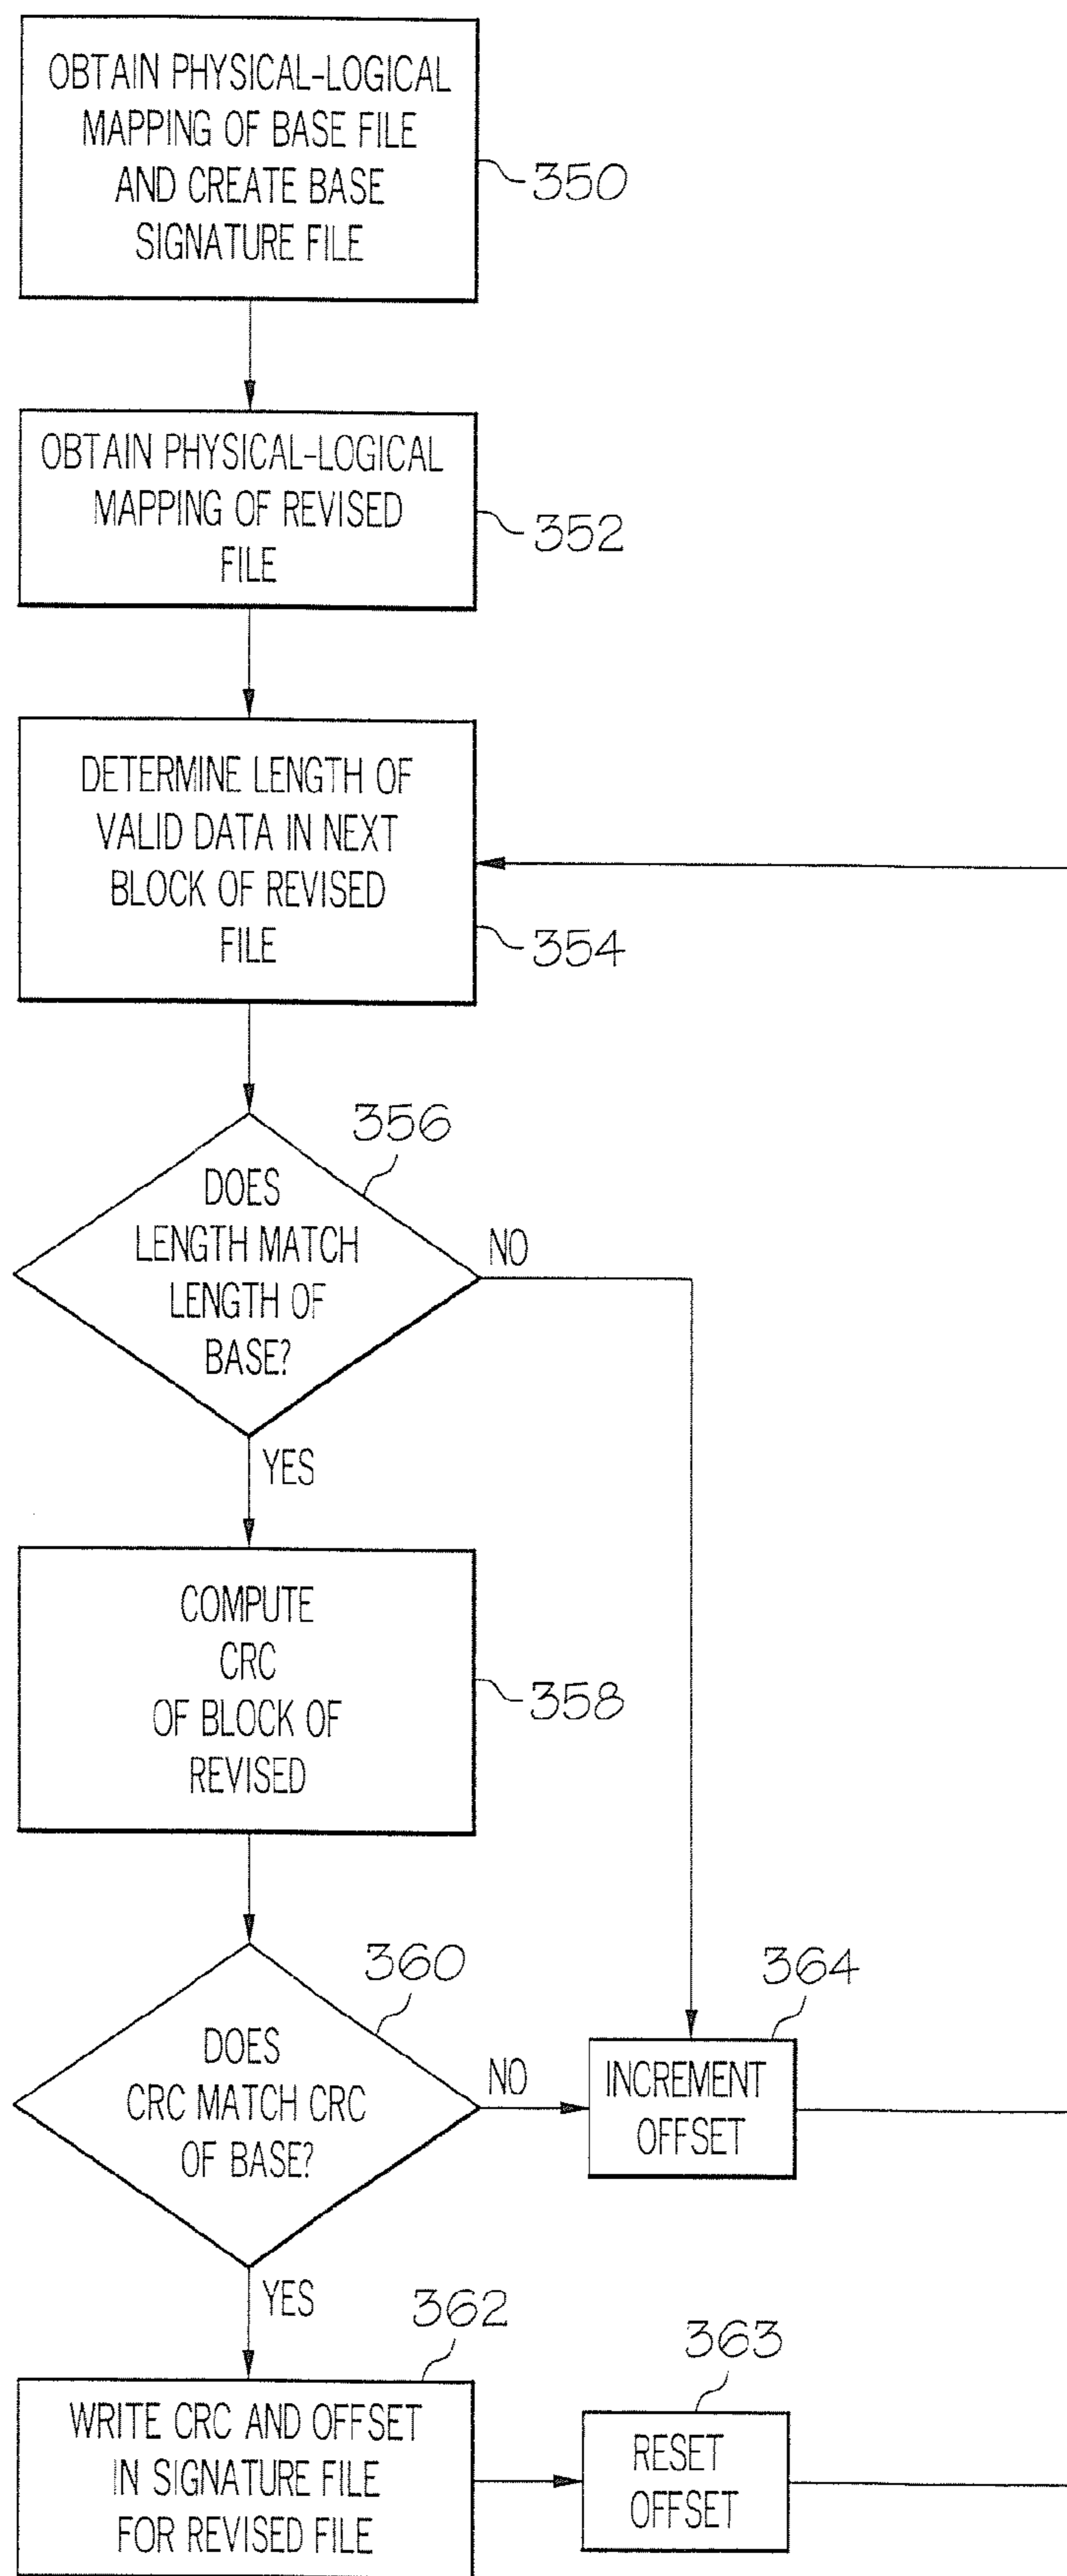 OBTAIN PHYSICAL-LOGICAL
MAPPING OF BASE FILE
AND CREATE BASE
SIGNATURE FILE
350
OBTAIN PHYSICAL-LOGICAL
MAPPING OF REVISED
FILE
352
DETERMINE LENGTH OF
VALID DATA IN NEXT
BLOCK OF REVISED
FILE
354
356
DOES
LENGTH MATCH
LENGTH OF
BASE?
NO
YES
COMPUTE
CRC
OF BLOCK OF
REVISED
358
360
DOES
CRC MATCH CRC
OF BASE?
NO
364
INCREMENT
OFFSET
YES
362
WRITE CRC AND OFFSET
IN SIGNATURE FILE
FOR REVISED FILE
363
RESET
OFFSET